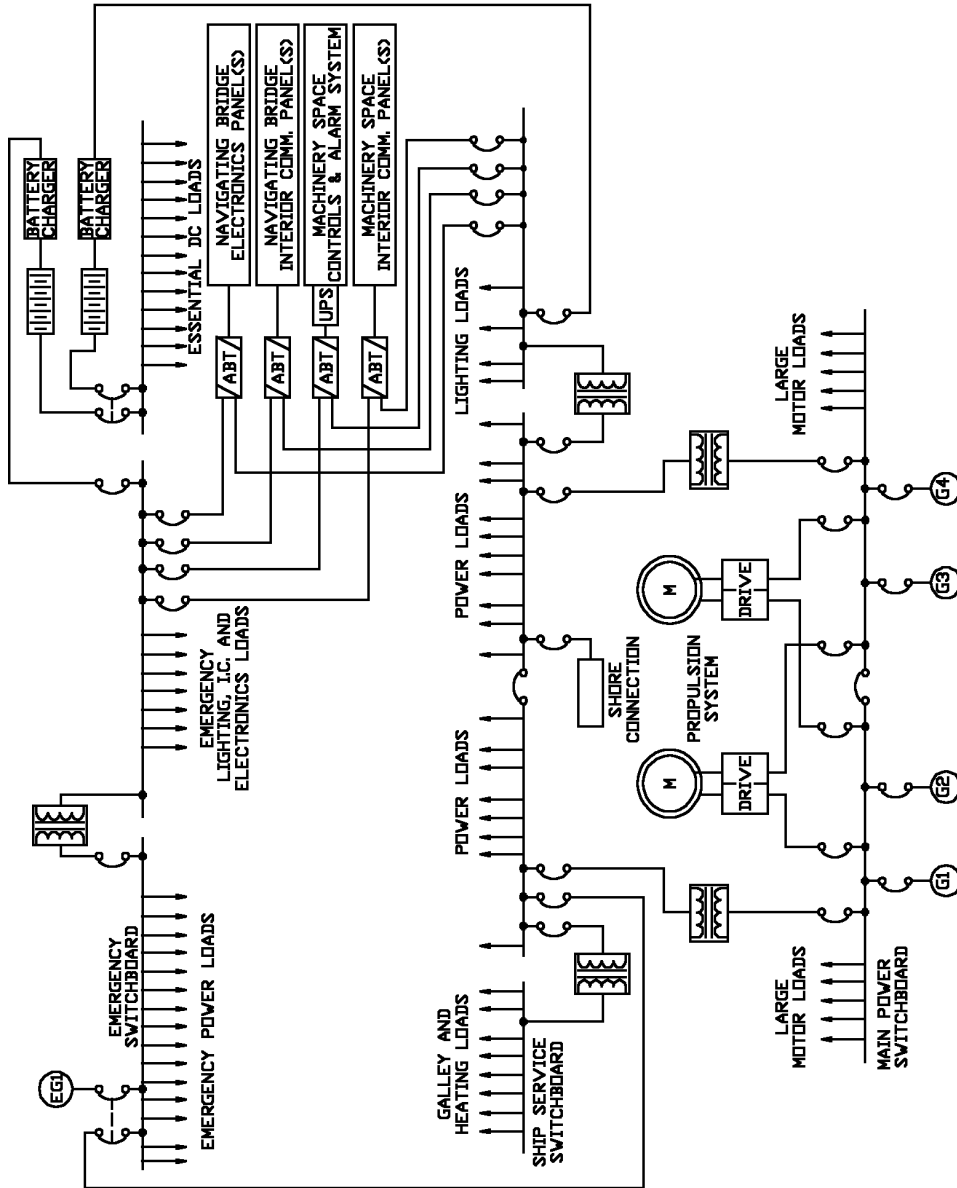 BATTERY
CHARGER
BATTERY
CHARGER
ESSENTIAL DC LOADS
NAVIGATING BRIDGE
ELECTRONICS PANEL(S)
NAVIGATING BRIDGE
INTERIOR COMM. PANEL(S)
MACHINERY SPACE
CONTROLS & ALARM SYSTEM
UPS
MACHINERY SPACE
INTERIOR COMM. PANEL(S)
ABT
ABT
ABT
ABT
EMERGENCY
LIGHTING, I.C. AND
ELECTRONICS LOADS
EMERGENCY
SWITCHBOARD
EMERGENCY POWER LOADS
EG1
LIGHTING LOADS
POWER LOADS
SHORE
CONNECTION
POWER LOADS
GALLEY AND
HEATING LOADS
SHIP SERVICE
SWITCHBOARD
LARGE
MOTOR LOADS
M
DRIVE
PROPULSION
SYSTEM
M
DRIVE
G4
G3
G2
G1
LARGE
MOTOR LOADS
MAIN POWER
SWITCHBOARD